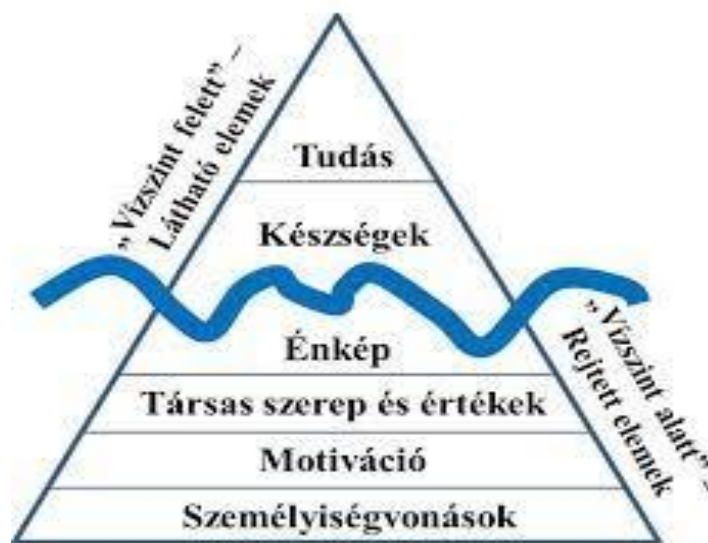 „Vízszint felett” –
Látható elemek
Tudás
Készségek
Énkép
Társas szerep és értékek
Motiváció
Személyiségvonások
„Vízszint alatt” –
Rejtett elemek